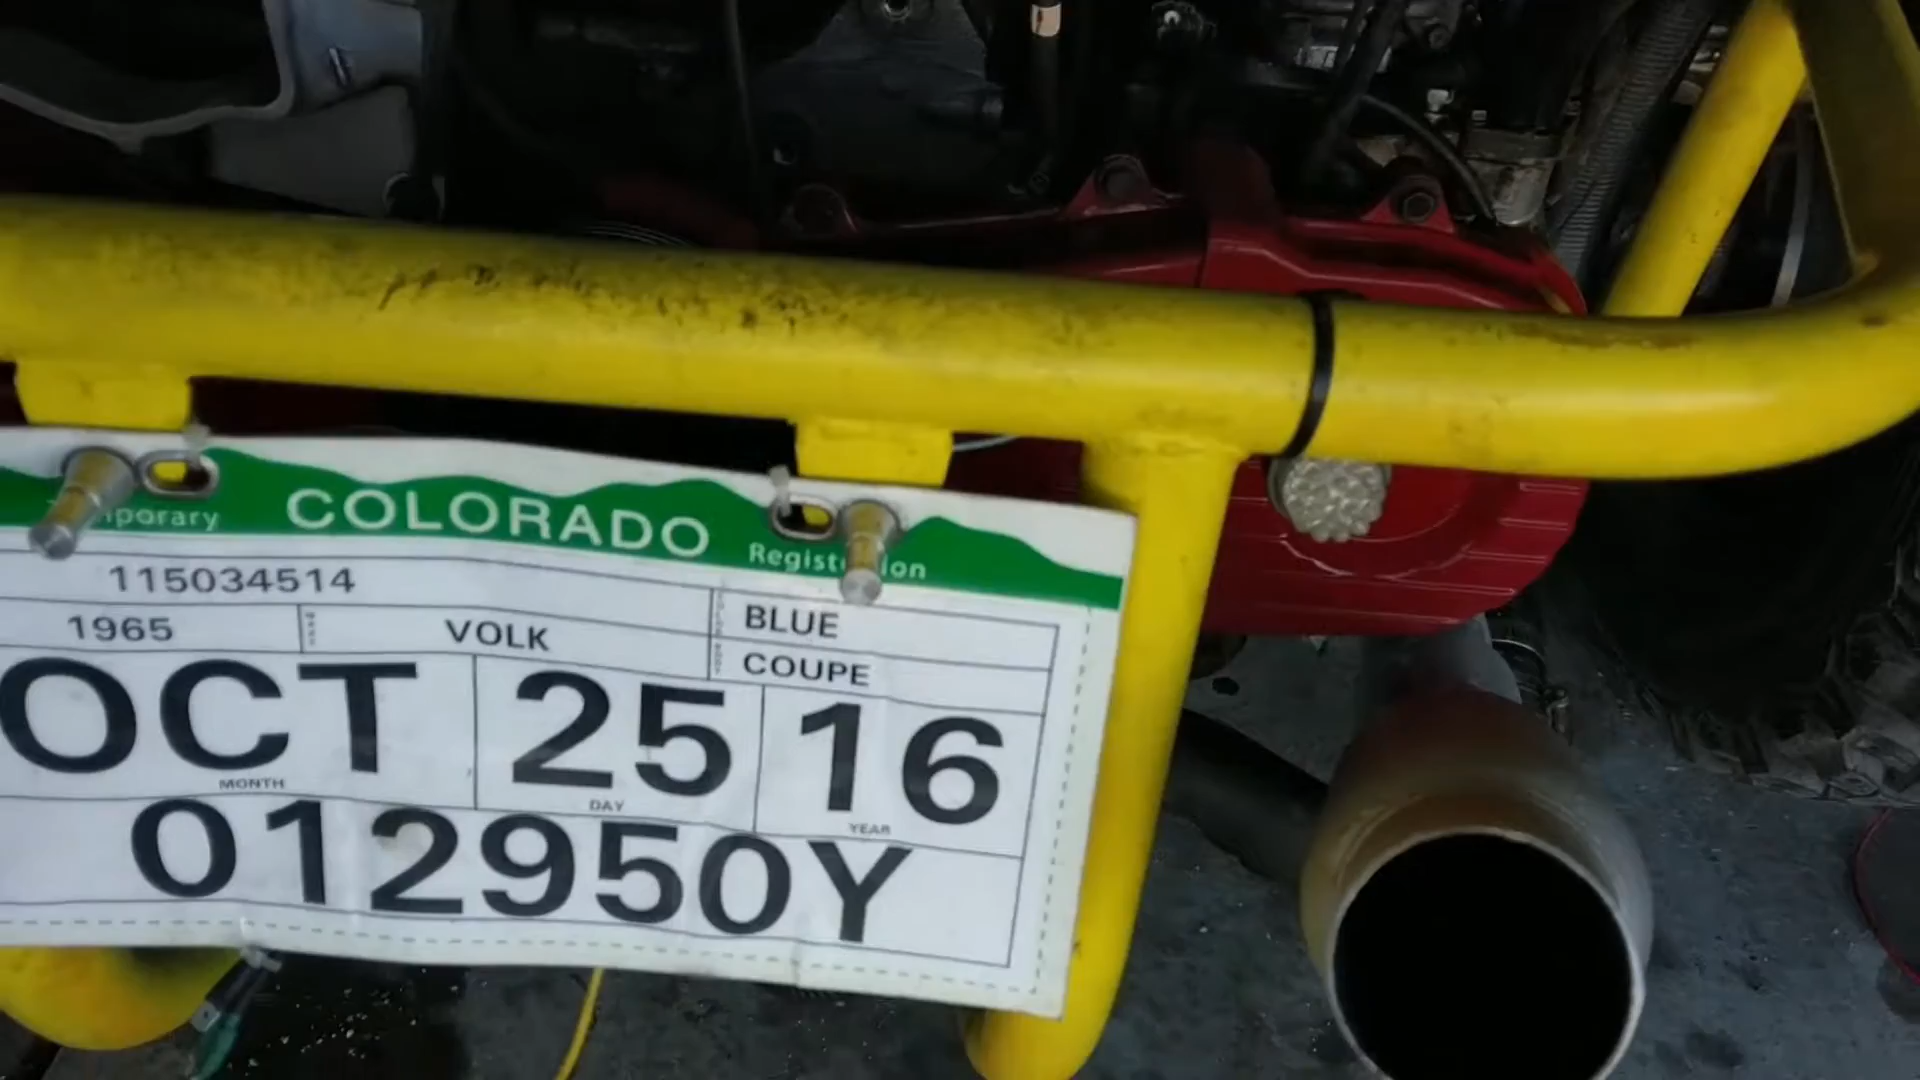 COLORADO
115034514
BLUE
1965 VOLK
COUPE
OCT 25 16
MONTH DAY YEAR
012950Y